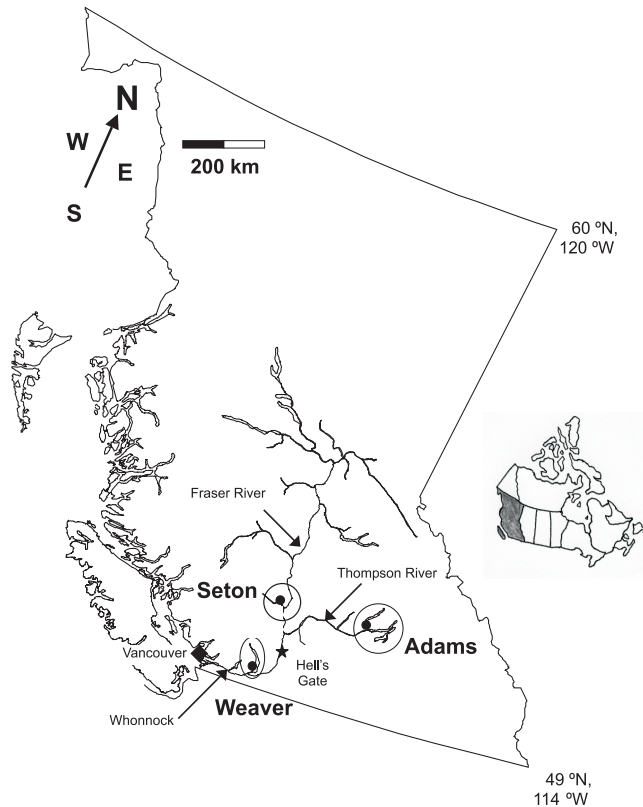 N
W
E
S
200 km
60 ºN,
120 ºW
Fraser River
Thompson River
Seton
Adams
Vancouver
Hell's
Gate
Weaver
Whonnock
49 ºN,
114 ºW